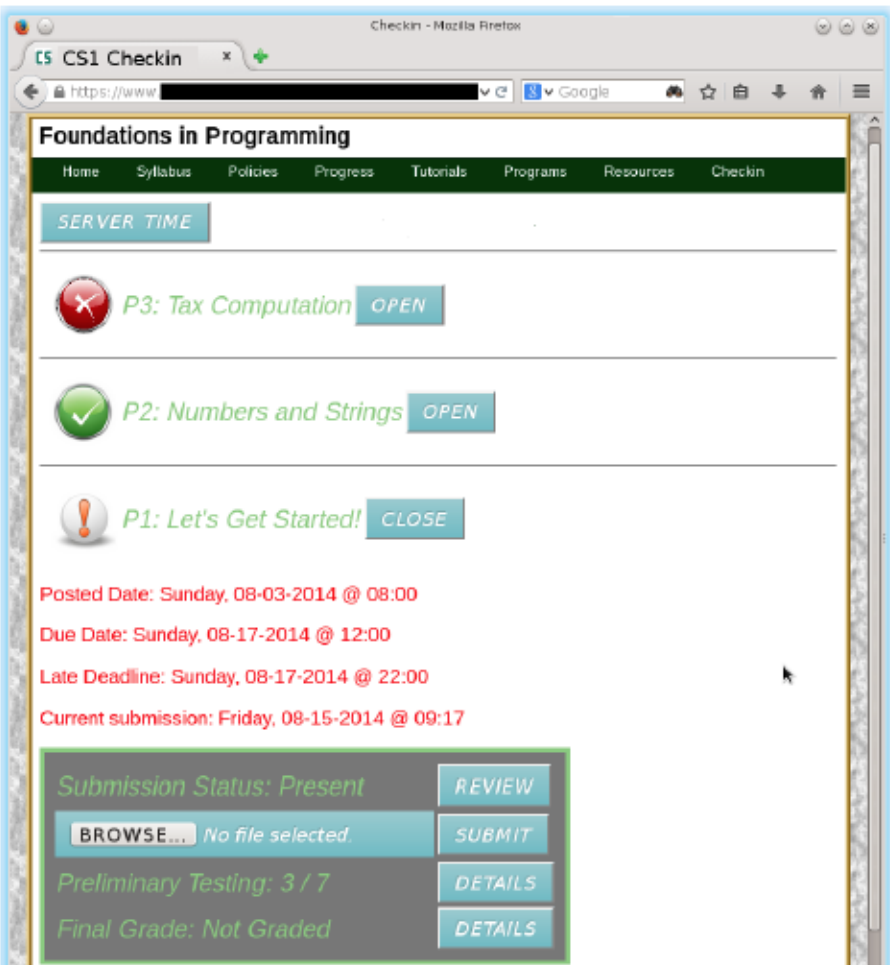 Checkin - Mozilla Firefox
CS CS1 Checkin
https://www.
Google
Foundations in Programming
Home Syllabus Policies Progress Tutorials Programs Resources Checkin
SERVER TIME
P3: Tax Computation OPEN
P2: Numbers and Strings OPEN
P1: Let's Get Started! CLOSE
Posted Date: Sunday, 08-03-2014 @ 08:00
Due Date: Sunday, 08-17-2014 @ 12:00
Late Deadline: Sunday, 08-17-2014 @ 22:00
Current submission: Friday, 08-15-2014 @ 09:17
Submission Status: Present REVIEW
BROWSE... No file selected. SUBMIT
Preliminary Testing: 3 / 7 DETAILS
Final Grade: Not Graded DETAILS